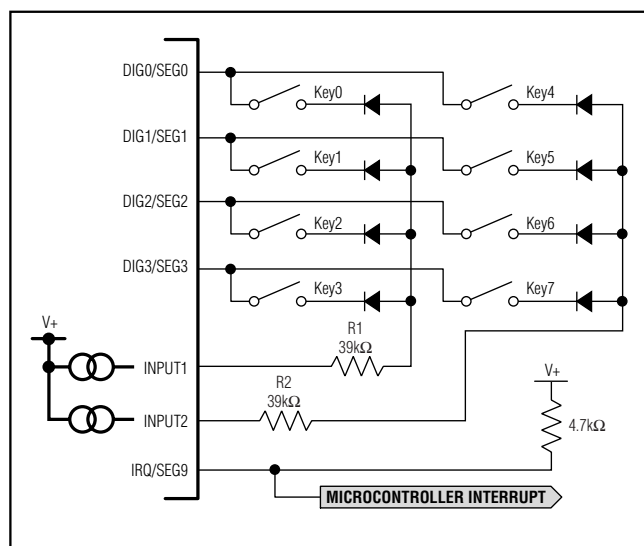 DIG0/SEG0
Key0
Key4
DIG1/SEG1
Key1
Key5
DIG2/SEG2
Key2
Key6
DIG3/SEG3
Key3
Key7
V+
R1
39kΩ
INPUT1
V+
R2
39kΩ
INPUT2
4.7kΩ
IRQ/SEG9
MICROCONTROLLER INTERRUPT